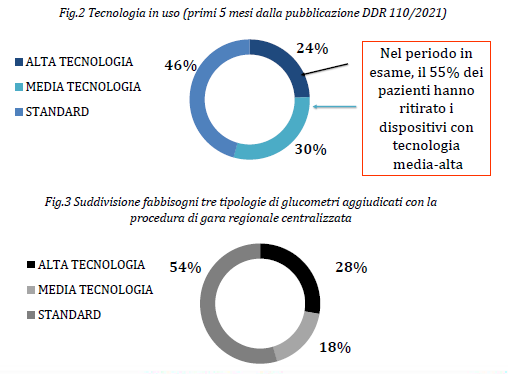 Fig.2 Tecnologia in uso (primi 5 mesi dalla pubblicazione DDR 110/2021)
ALTA TECNOLOGIA
MEDIA TECNOLOGIA
STANDARD
46%
24%
30%
Nel periodo in
esame, il 55% dei
pazienti hanno
ritirato i
dispositivi con
tecnologia
media-alta
Fig.3 Suddivisione fabbisogni tre tipologie di glucometri aggiudicati con la
procedura di gara regionale centralizzata
ALTA TECNOLOGIA
MEDIA TECNOLOGIA
STANDARD
54%
28%
18%